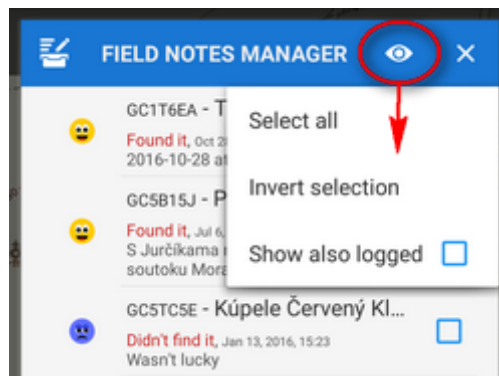 FIELD NOTES MANAGER
GC1T6EA - T
Found it, Oct 2
2016-10-28 at
GC5B15J - P
Found it, Jul 6,
S Jurčíkama
soutoku Mora
GC5TC5E - Kúpele Červený Kl...
Didn't find it, Jan 13, 2016, 15:23
Wasn't lucky
Select all
Invert selection
Show also logged